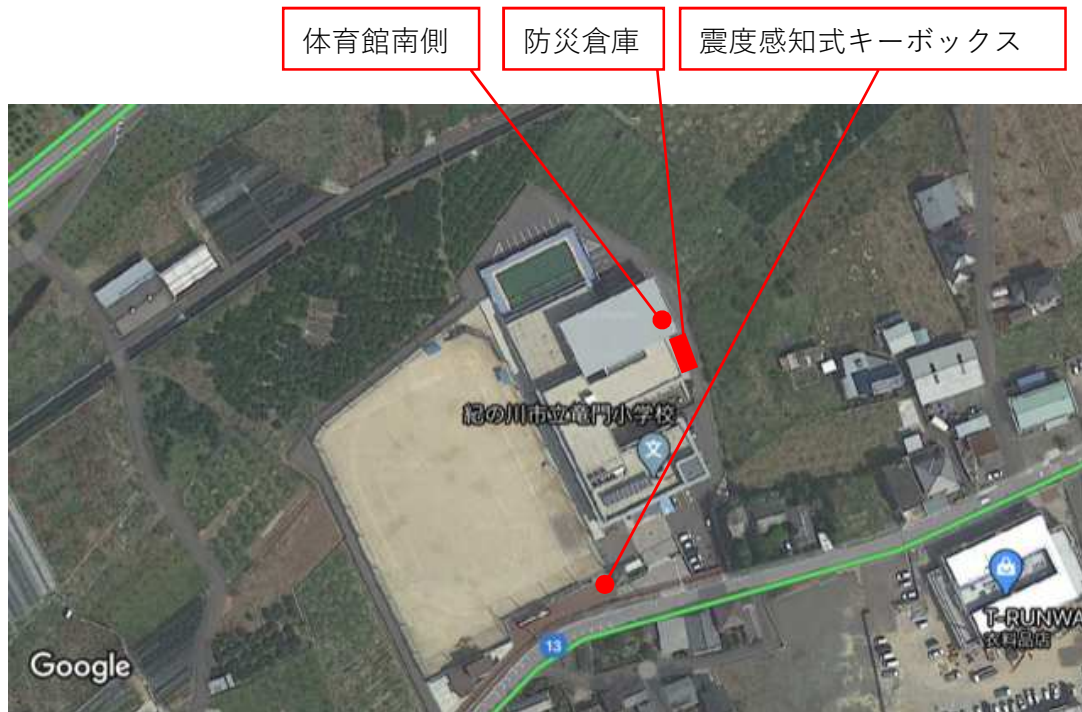 体育館南側
防災倉庫
震度感知式キーボックス
紀の川市立竜門小学校
文
13
T-RUNWA
衣料品店
Google